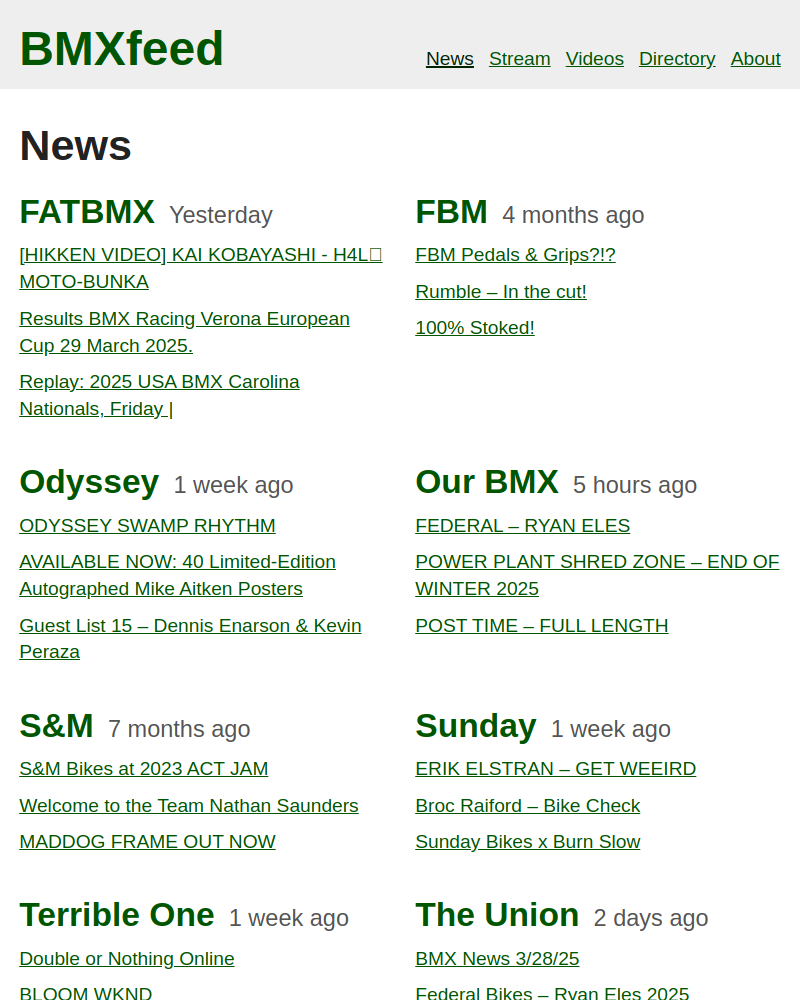 BMXfeed
News Stream Videos Directory About
News
FATBMX Yesterday
[HIKKEN VIDEO] KAI KOBAYASHI - H4L
MOTO-BUNKA
Results BMX Racing Verona European
Cup 29 March 2025.
Replay: 2025 USA BMX Carolina
Nationals, Friday |
FBM 4 months ago
FBM Pedals & Grips?!?
Rumble – In the cut!
100% Stoked!
Odyssey 1 week ago
ODYSSEY SWAMP RHYTHM
AVAILABLE NOW: 40 Limited-Edition
Autographed Mike Aitken Posters
Guest List 15 – Dennis Enarson & Kevin
Peraza
Our BMX 5 hours ago
FEDERAL – RYAN ELES
POWER PLANT SHRED ZONE – END OF
WINTER 2025
POST TIME – FULL LENGTH
S&M 7 months ago
S&M Bikes at 2023 ACT JAM
Welcome to the Team Nathan Saunders
MADDOG FRAME OUT NOW
Sunday 1 week ago
ERIK ELSTRAN – GET WEEIRD
Broc Raiford – Bike Check
Sunday Bikes x Burn Slow
Terrible One 1 week ago
Double or Nothing Online
BLOOM WKND
The Union 2 days ago
BMX News 3/28/25
Federal Bikes – Ryan Eles 2025